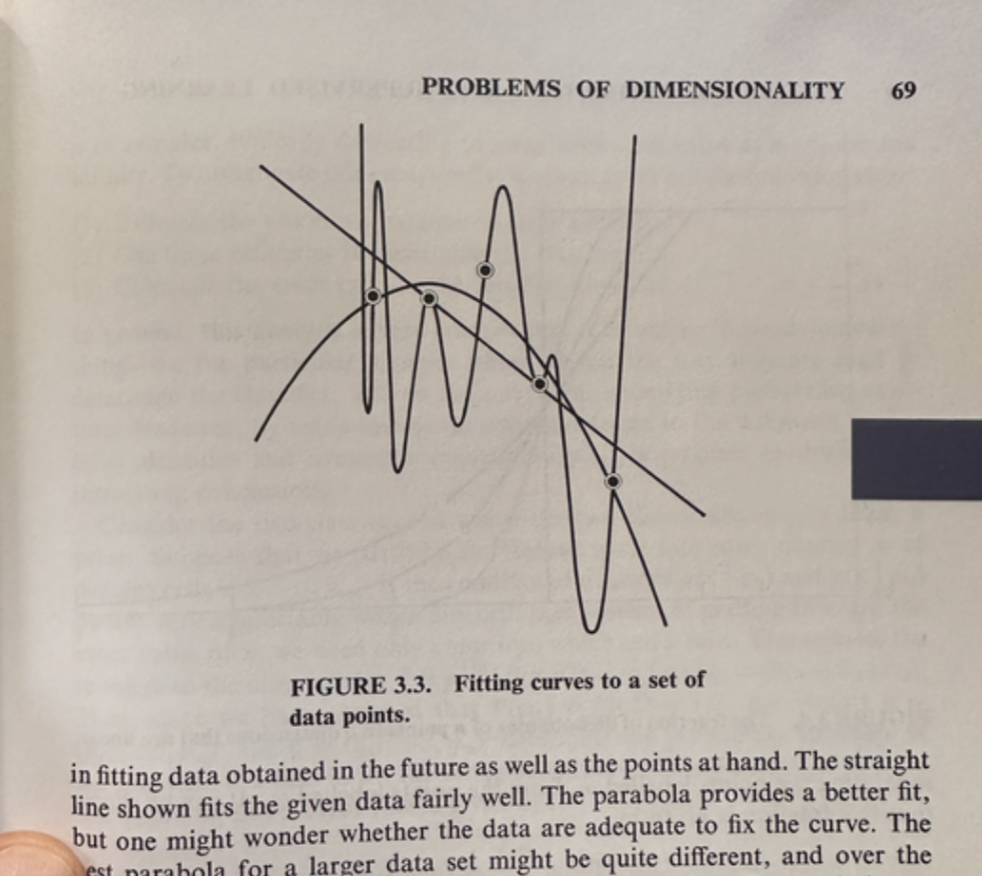 PROBLEMS OF DIMENSIONALITY 69
FIGURE 3.3. Fitting curves to a set of
data points.
in fitting data obtained in the future as well as the points at hand. The straight
line shown fits the given data fairly well. The parabola provides a better fit,
but one might wonder whether the data are adequate to fix the curve. The
parabola for a larger data set might be quite different, and over the